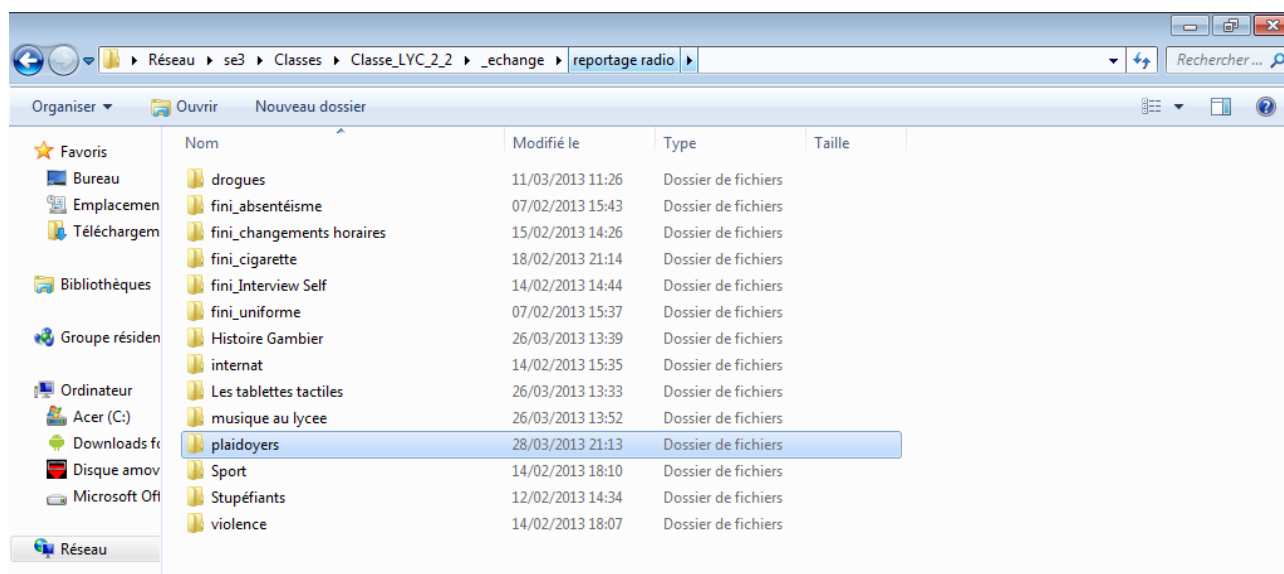 Réseau ▸ se3 ▸ Classes ▸ Classe_LYC_2_2 ▸ _echange ▸ reportage radio ▸ Rechercher ...
Organiser Ouvrir Nouveau dossier
Nom Modifié le Type Taille
Favoris
Bureau
Emplacemen
Téléchargem
Bibliothèques
Groupe résiden
Ordinateur
Acer (C:)
Downloads fo
Disque amov
Microsoft Off
Réseau
drogues 11/03/2013 11:26 Dossier de fichiers
fini_absentéisme 07/02/2013 15:43 Dossier de fichiers
fini_changements horaires 15/02/2013 14:26 Dossier de fichiers
fini_cigarette 18/02/2013 21:14 Dossier de fichiers
fini_Interview Self 14/02/2013 14:44 Dossier de fichiers
fini_uniforme 07/02/2013 15:37 Dossier de fichiers
Histoire Gambier 26/03/2013 13:39 Dossier de fichiers
internat 14/02/2013 15:35 Dossier de fichiers
Les tablettes tactiles 26/03/2013 13:33 Dossier de fichiers
musique au lycee 26/03/2013 13:52 Dossier de fichiers
plaidoyers 28/03/2013 21:13 Dossier de fichiers
Sport 14/02/2013 18:10 Dossier de fichiers
Stupéfiants 12/02/2013 14:34 Dossier de fichiers
violence 14/02/2013 18:07 Dossier de fichiers